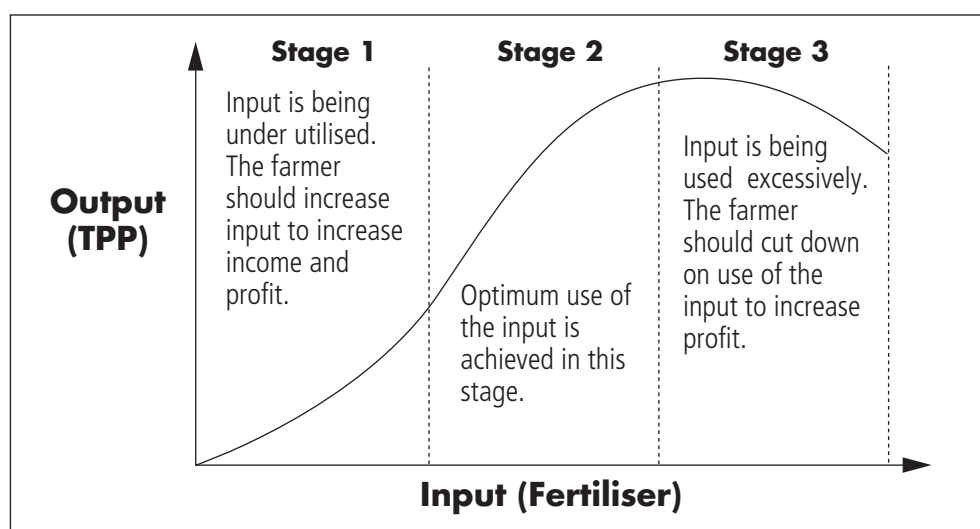 Stage 1
Stage 2
Stage 3
Input is being
under utilised.
The farmer
should increase
input to increase
income and
profit.
Optimum use of
the input is
achieved in this
stage.
Input is being
used excessively.
The farmer
should cut down
on use of the
input to increase
profit.
Output
(TPP)
Input (Fertiliser)